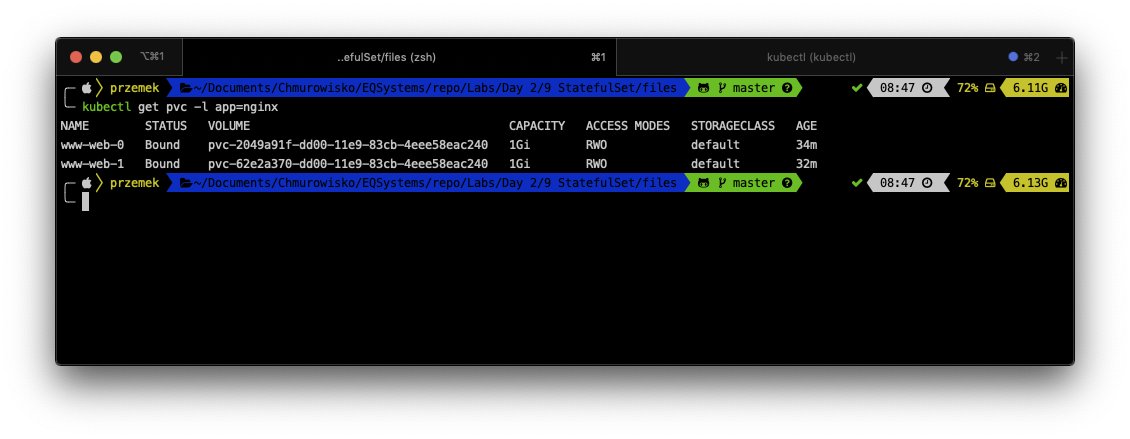 ⌥⌘1 ..efulSet/files (zsh) ⌘1 kubectl (kubectl) ⌘2 +
przemek ~/Documents/Chmurowisko/EQSystems/repo/Labs/Day 2/9 StatefulSet/files master ? ✔ 08:47 72% 6.11G
kubectl get pvc -l app=nginx
NAME STATUS VOLUME CAPACITY ACCESS MODES STORAGECLASS AGE
www-web-0 Bound pvc-2049a91f-dd00-11e9-83cb-4eee58eac240 1Gi RWO default 34m
www-web-1 Bound pvc-62e2a370-dd00-11e9-83cb-4eee58eac240 1Gi RWO default 32m
przemek ~/Documents/Chmurowisko/EQSystems/repo/Labs/Day 2/9 StatefulSet/files master ? ✔ 08:47 72% 6.13G